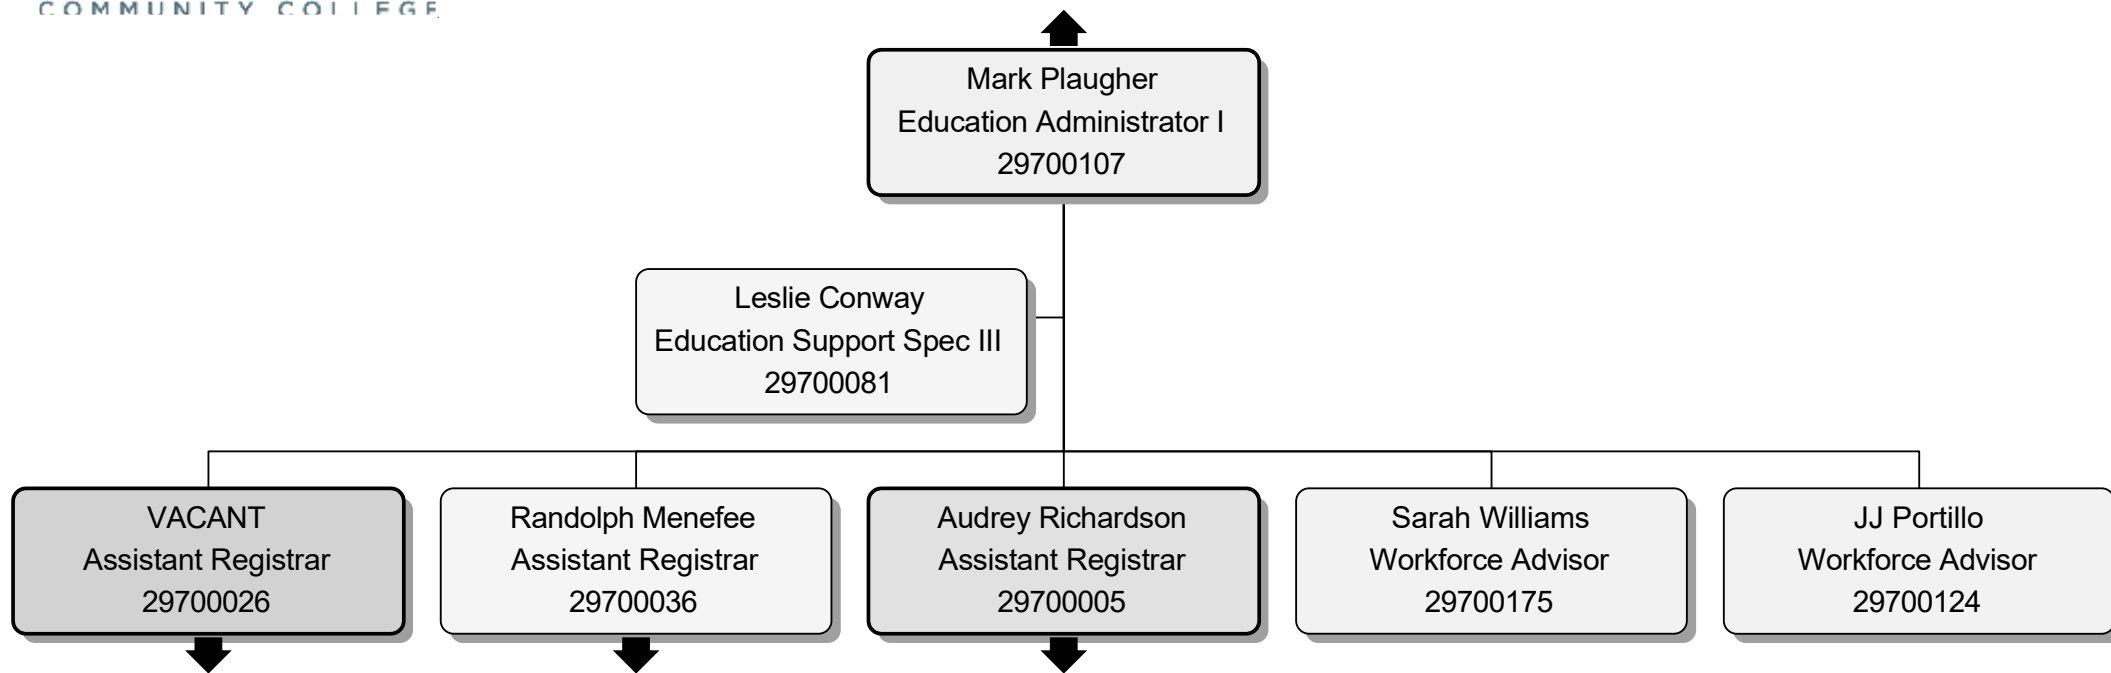 COMMUNITY COLLEGE
Mark Plaugher
Education Administrator I
29700107
Leslie Conway
Education Support Spec III
29700081
VACANT
Assistant Registrar
29700026
Randolph Menefee
Assistant Registrar
29700036
Audrey Richardson
Assistant Registrar
29700005
Sarah Williams
Workforce Advisor
29700175
JJ Portillo
Workforce Advisor
29700124